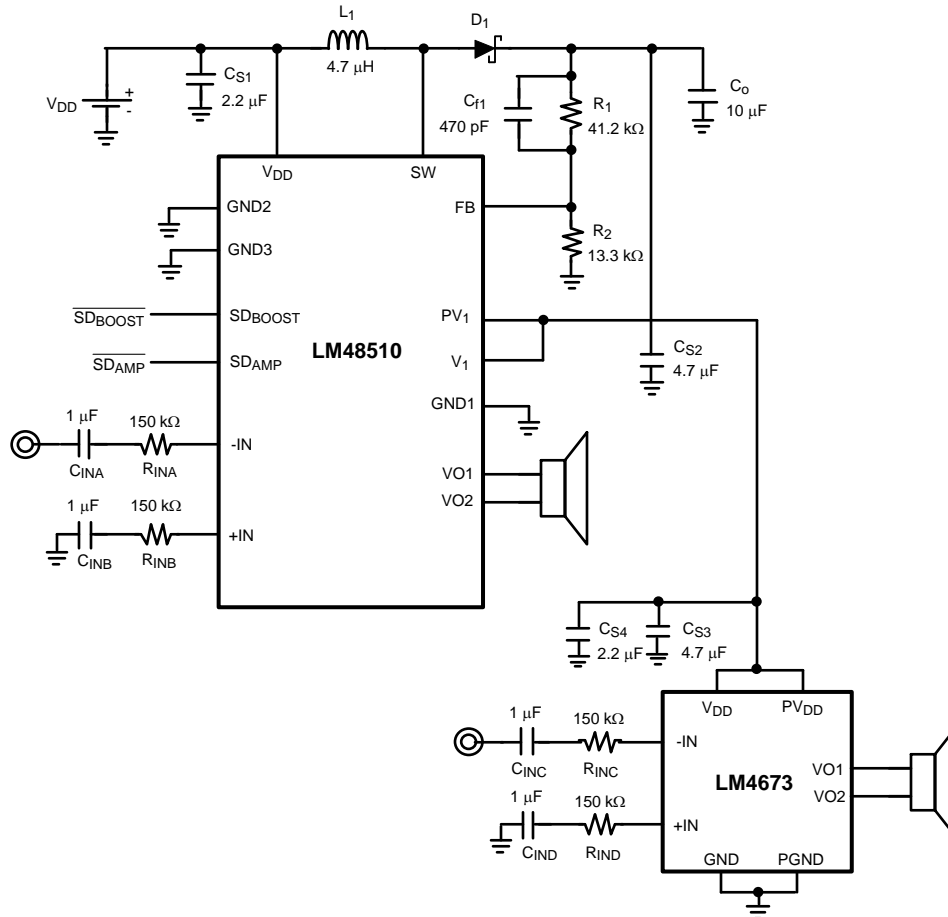 L1
4.7 µH
D1
CS1
2.2 µF
VDD
+
-
Cf1
470 pF
R1
41.2 kΩ
Co
10 µF
VDD
SW
GND2
FB
R2
13.3 kΩ
GND3
SDBOOST
SDBOOST
PV1
SDAMP
SDAMP
LM48510
V1
CS2
4.7 µF
GND1
1 µF
150 kΩ
-IN
CINA
RINA
VO1
VO2
1 µF
150 kΩ
+IN
CINB
RINB
CS4
2.2 µF
CS3
4.7 µF
VDD
PVDD
1 µF
150 kΩ
-IN
CINC
RINC
LM4673
VO1
VO2
1 µF
150 kΩ
+IN
CIND
RIND
GND
PGND